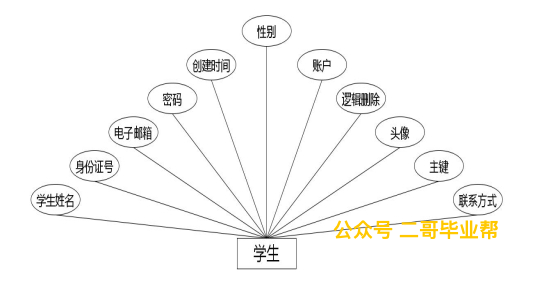 性别
创建时间
账户
密码
逻辑删除
电子邮箱
头像
身份证号
主键
学生姓名
联系方式
公众号 二哥毕业帮
学生